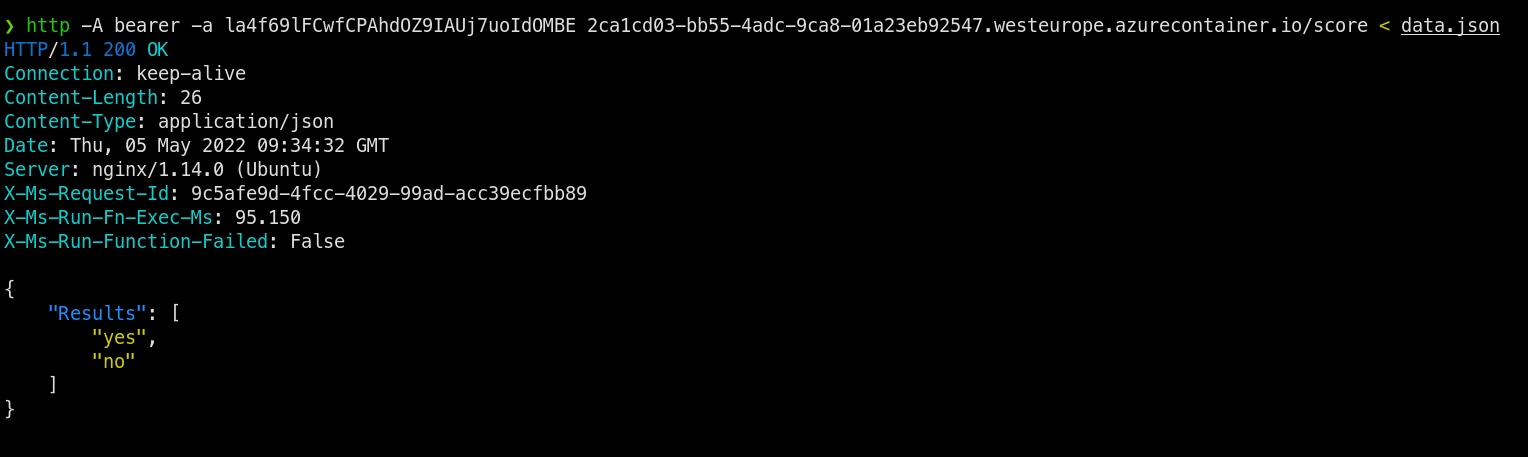 ❯ http -A bearer -a la4f69lFCwfCPAhdOZ9IAUj7uoIdOMBE 2ca1cd03-bb55-4adc-9ca8-01a23eb92547.westeurope.azurecontainer.io/score < data.json
HTTP/1.1 200 OK
Connection: keep-alive
Content-Length: 26
Content-Type: application/json
Date: Thu, 05 May 2022 09:34:32 GMT
Server: nginx/1.14.0 (Ubuntu)
X-Ms-Request-Id: 9c5afe9d-4fcc-4029-99ad-acc39ecfbb89
X-Ms-Run-Fn-Exec-Ms: 95.150
X-Ms-Run-Function-Failed: False

{
    "Results": [
        "yes",
        "no"
    ]
}